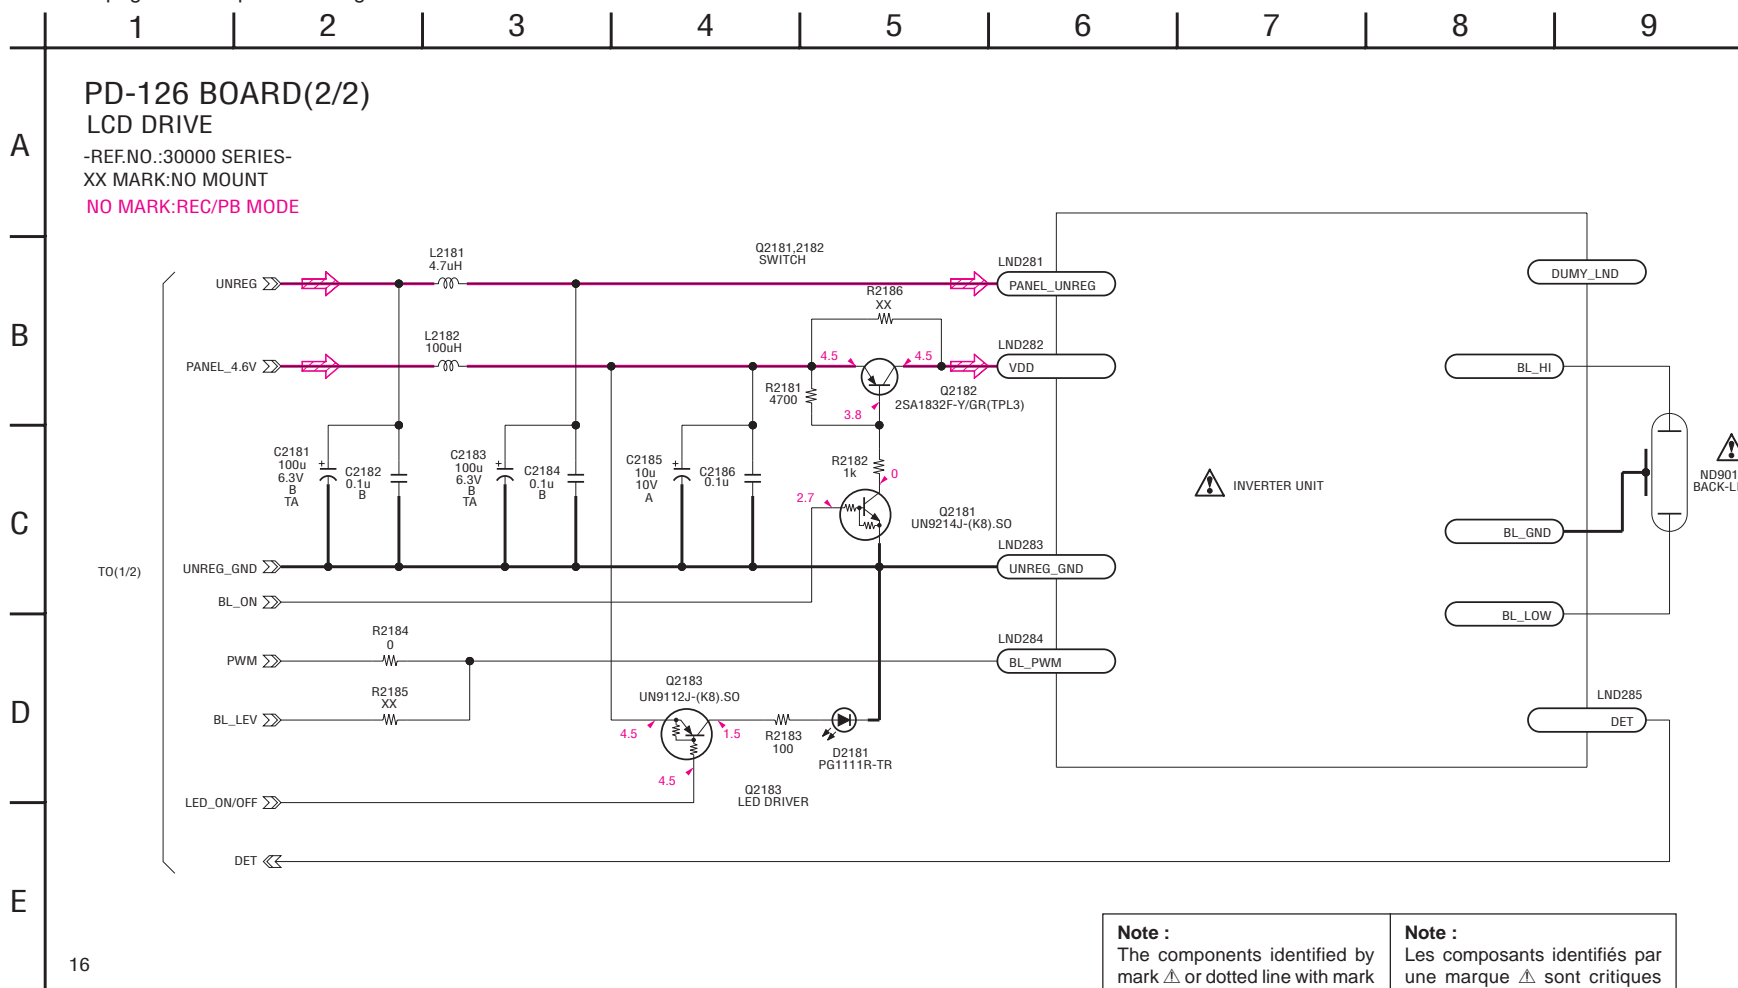 1 2 3 4 5 6 7 8 9
A
B
C
D
E
PD-126 BOARD(2/2)
LCD DRIVE
-REF.NO.:30000 SERIES-
XX MARK:NO MOUNT
NO MARK:REC/PB MODE
TO(1/2)
UNREG
PANEL_4.6V
UNREG_GND
BL_ON
PWM
BL_LEV
LED_ON/OFF
DET
L2181
4.7uH
L2182
100uH
C2181
100u
6.3V
B
TA
C2182
0.1u
B
C2183
100u
6.3V
B
TA
C2184
0.1u
B
C2185
10u
10V
A
C2186
0.1u
Q2181,2182
SWITCH
R2186
XX
4.5
4.5
R2181
4700
3.8
Q2182
2SA1832F-Y/GR(TPL3)
R2182
1k
0
2.7
Q2181
UN9214J-(K8).SO
R2184
0
R2185
XX
Q2183
UN9112J-(K8).SO
4.5
1.5
4.5
R2183
100
D2181
PG1111R-TR
Q2183
LED DRIVER
LND281
PANEL_UNREG
LND282
VDD
LND283
UNREG_GND
LND284
BL_PWM
INVERTER UNIT
DUMY_LND
BL_HI
BL_GND
BL_LOW
LND285
DET
ND901
16
Note :
The components identified by
mark ⚠ or dotted line with mark
Note :
Les composants identifiés par
une marque ⚠ sont critiques